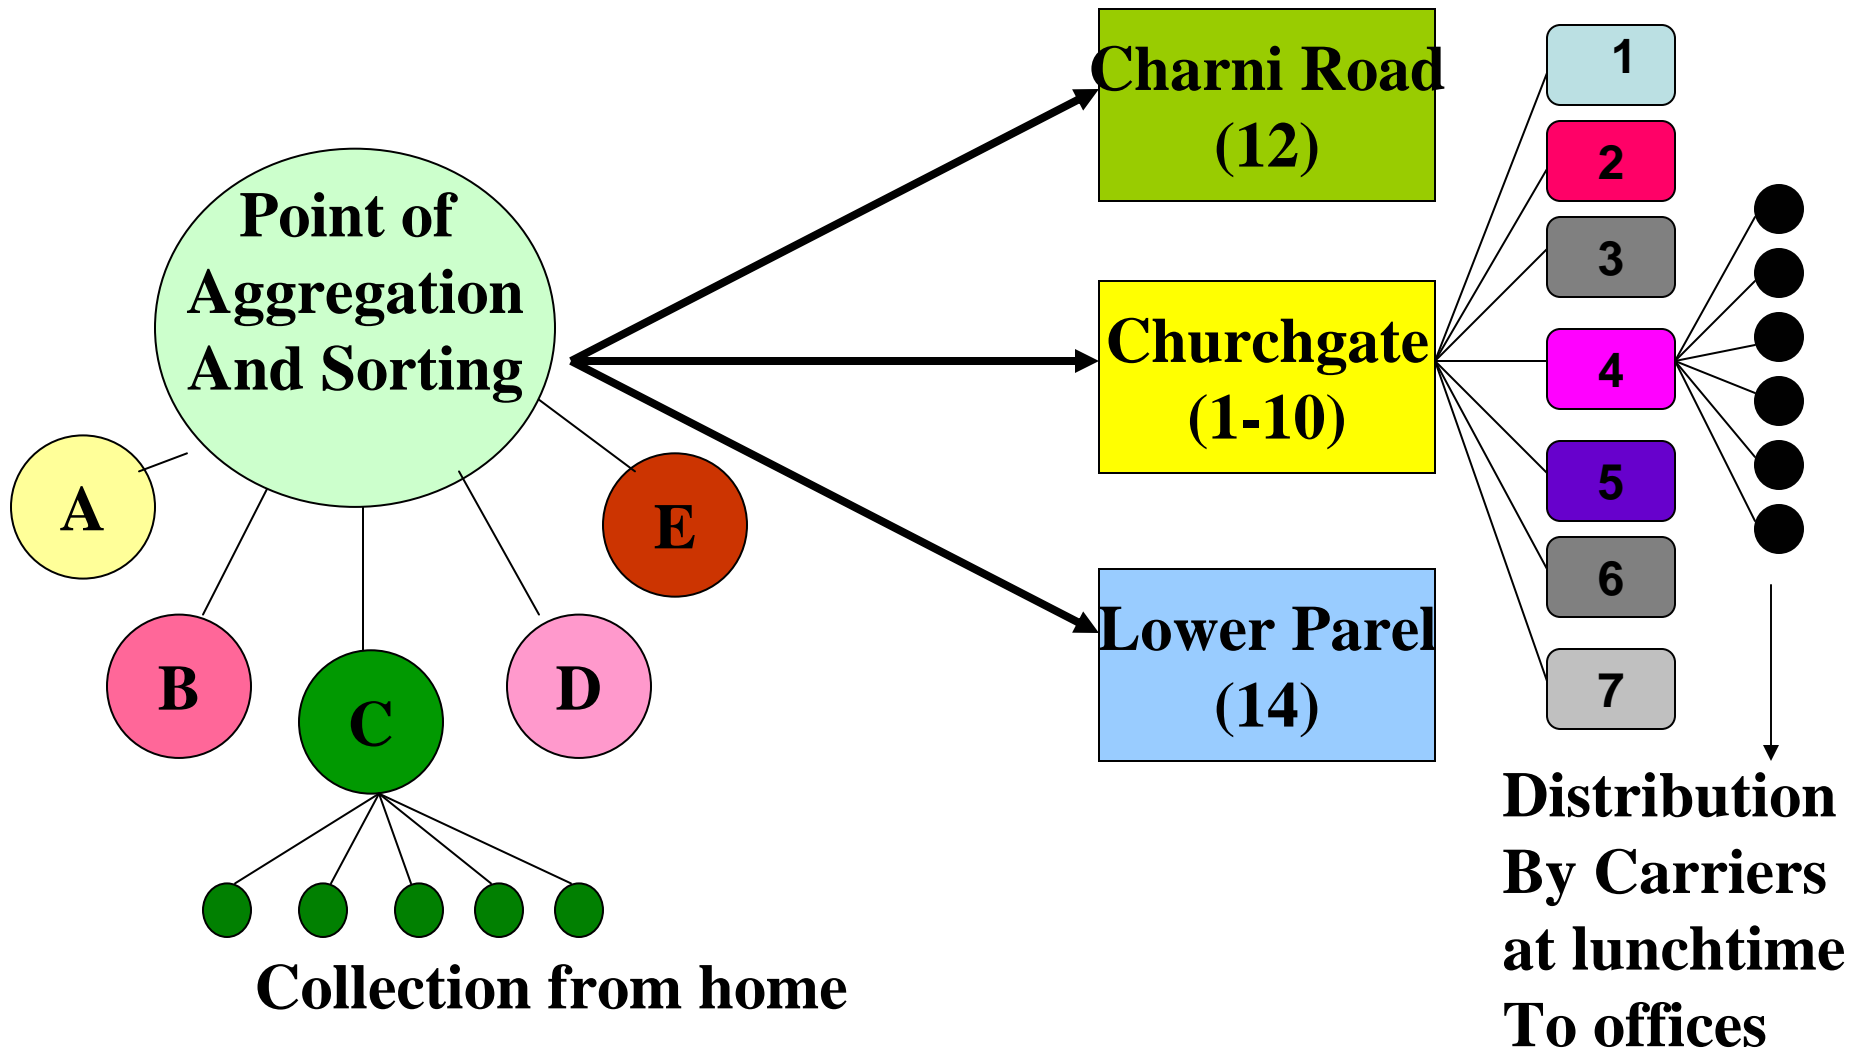 Point of
Aggregation
And Sorting
A
B
C
D
E
Collection from home
Charni Road
(12)
Churchgate
(1-10)
Lower Parel
(14)
1
2
3
4
5
6
7
Distribution
By Carriers
at lunchtime
To offices